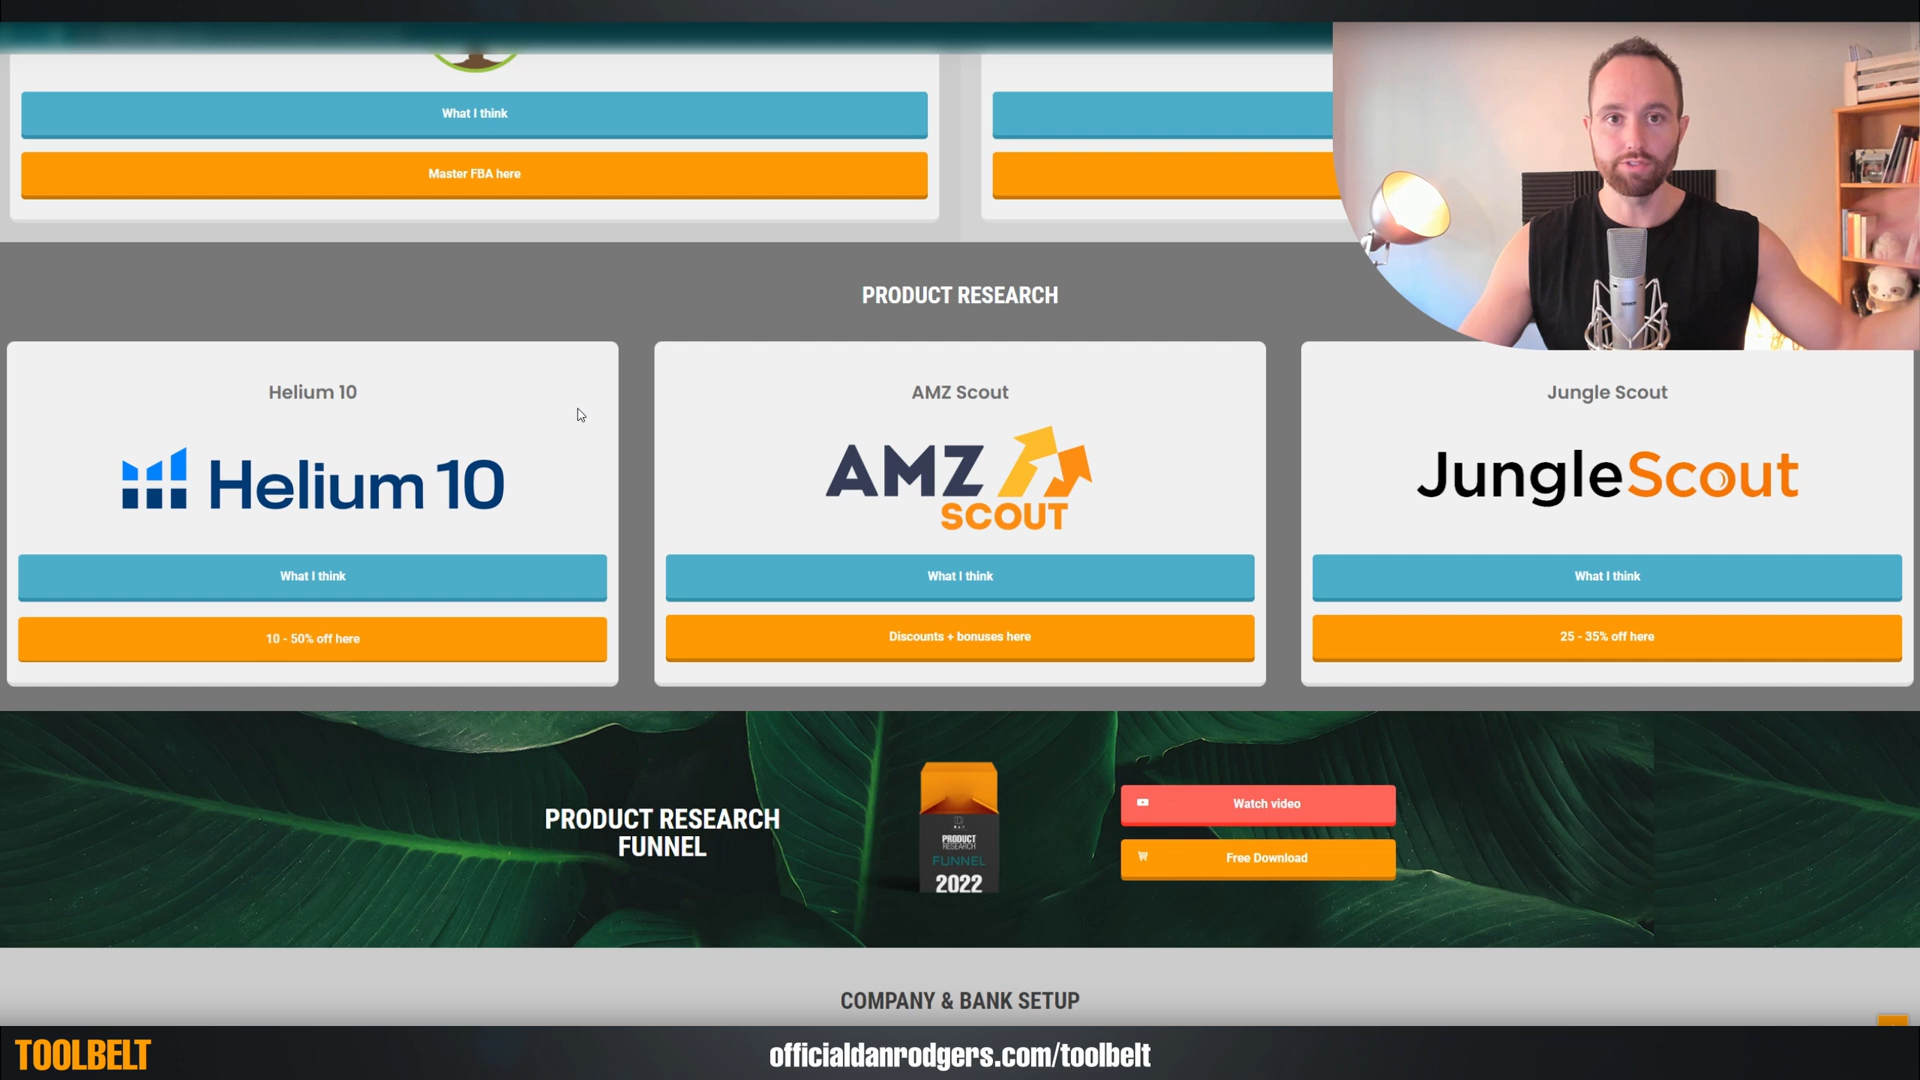 What I think
Master FBA here
PRODUCT RESEARCH
Helium 10
AMZ Scout
Jungle Scout
Helium 10
AMZ
SCOUT
JungleScout
What I think
What I think
What I think
10 - 50% off here
Discounts + bonuses here
25 - 35% off here
PRODUCT RESEARCH
FUNNEL
PRODUCT
RESEARCH
FUNNEL
2022
Watch video
Free Download
COMPANY & BANK SETUP
TOOLBELT
officialdanrodgers.com/toolbelt